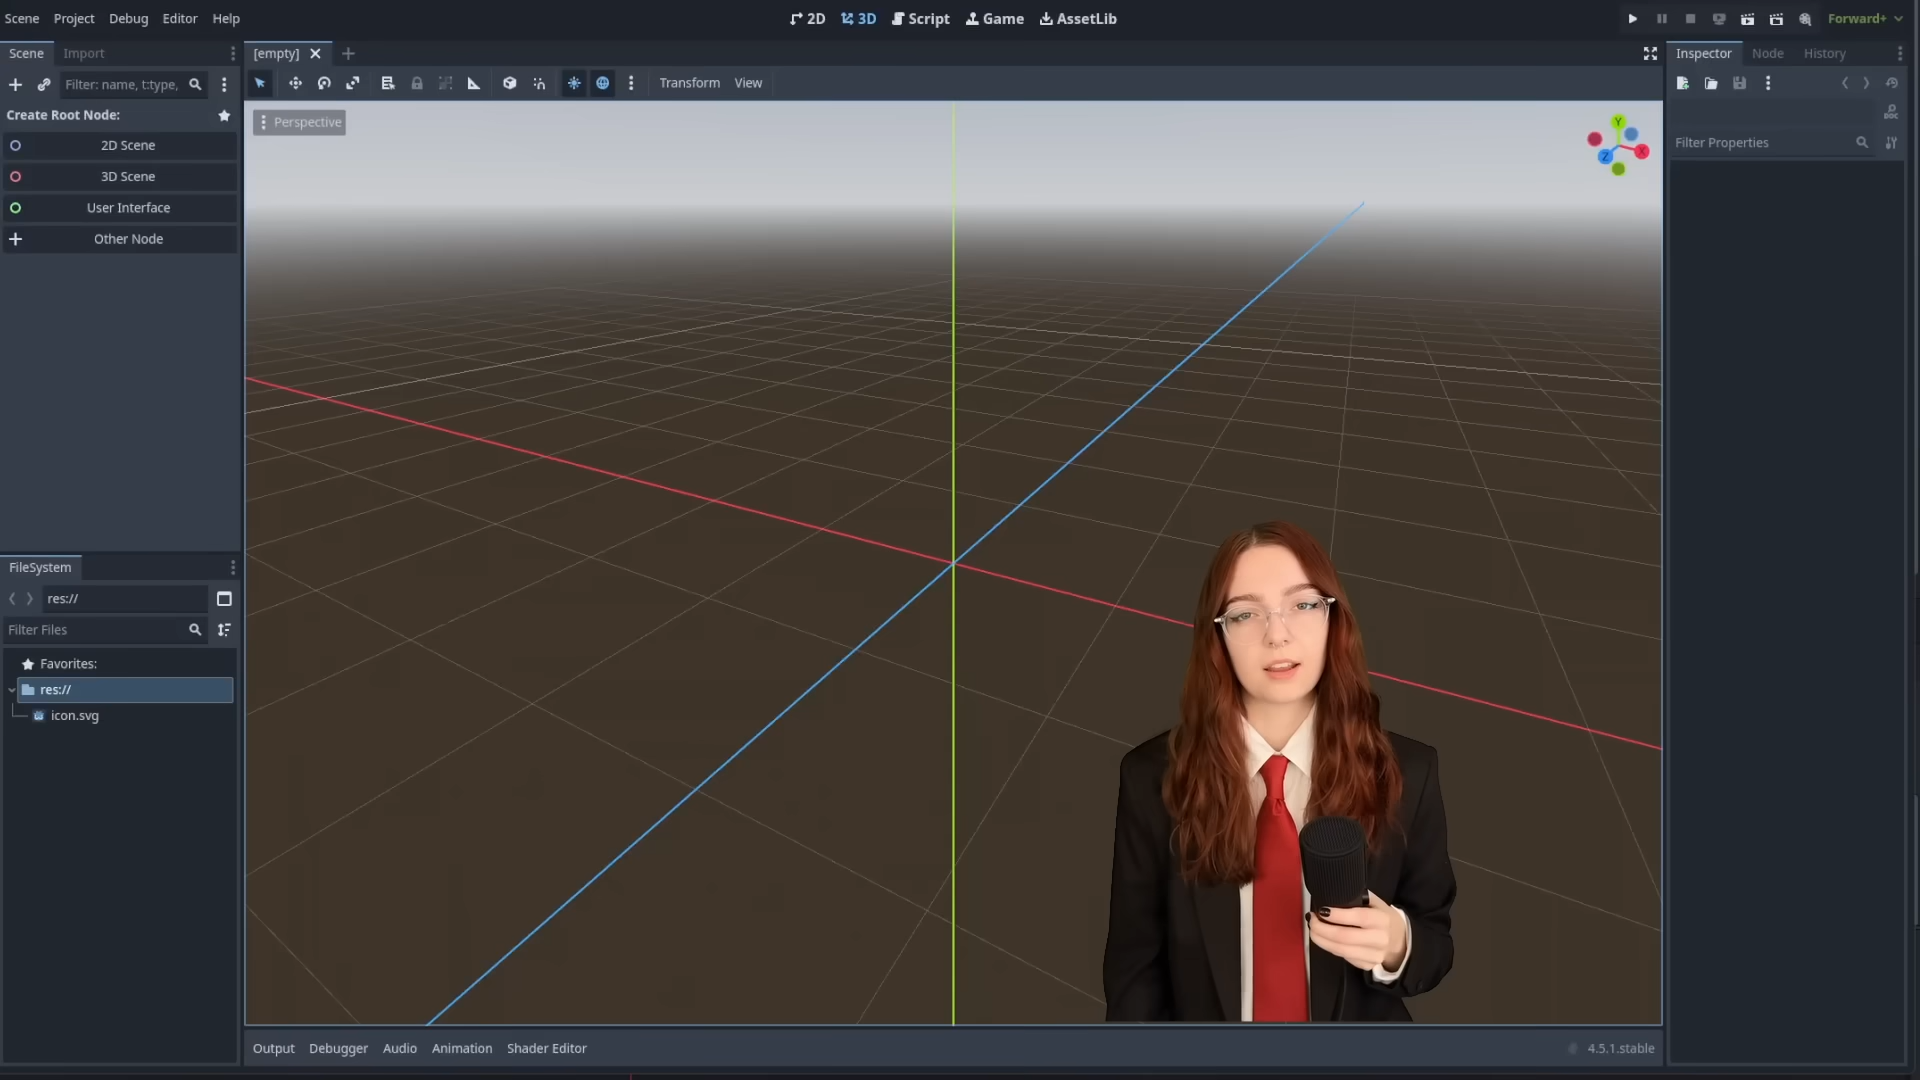 Scene Project Debug Editor Help
2D 3D Script Game AssetLib
Forward+
Scene Import
[empty]
Inspector Node History
Filter: name, t:type,
Transform View
Create Root Node:
2D Scene
3D Scene
User Interface
Other Node
Perspective
Y
X
Z
Filter Properties
FileSystem
res://
Filter Files
Favorites:
res://
icon.svg
Output Debugger Audio Animation Shader Editor
4.5.1.stable